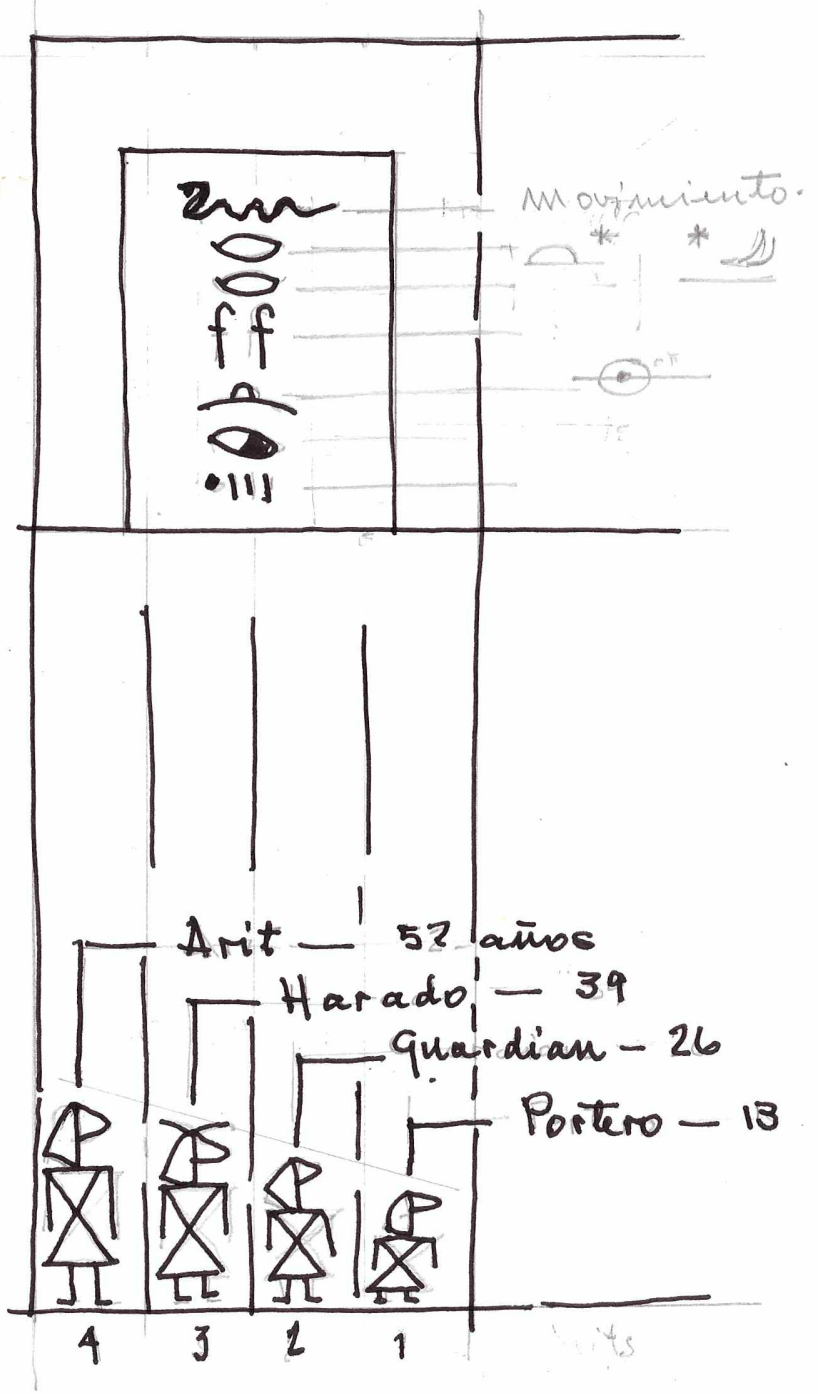 Movimiento.
Arit — 52 años
Harado — 39
Guardian — 26
Portero — 13
4 3 2 1